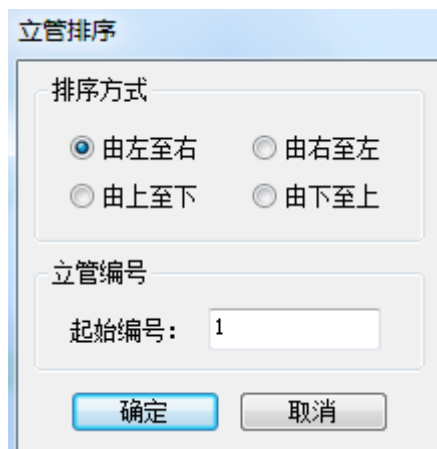 立管排序
排序方式
由左至右 由右至左
由上至下 由下至上
立管编号
起始编号: 1
确定 取消